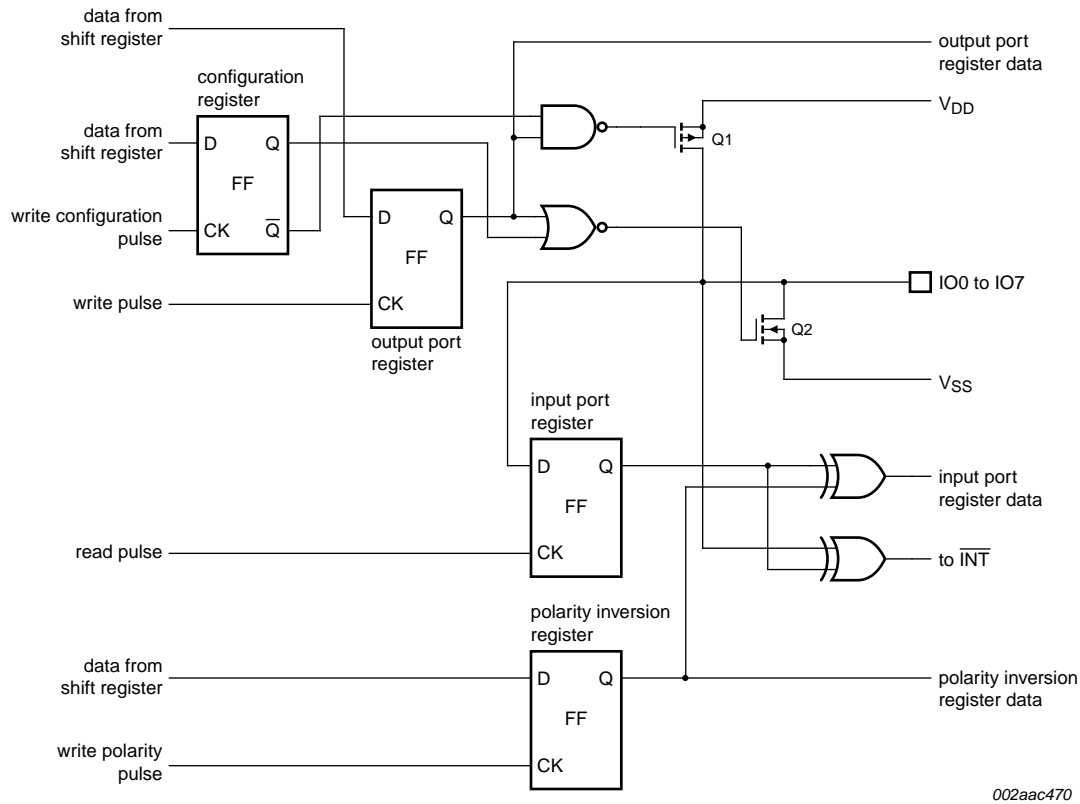 data from
shift register
output port
register data
configuration
register
V_DD
data from
shift register
D Q
Q1
FF
D Q
write configuration
pulse
CK Q̅
FF
IO0 to IO7
write pulse
CK
Q2
output port
register
V_SS
input port
register
D Q
input port
register data
FF
read pulse
CK
to I̅N̅T̅
polarity inversion
register
data from
shift register
D Q
polarity inversion
register data
FF
write polarity
pulse
CK
002aac470